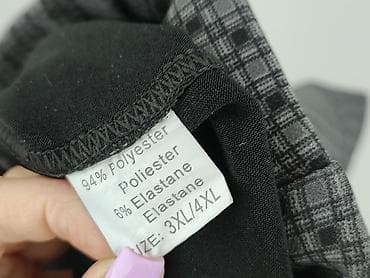 94% Polyester
Poliester
6% Elastane
Elastane
SIZE: 3XL/4XL